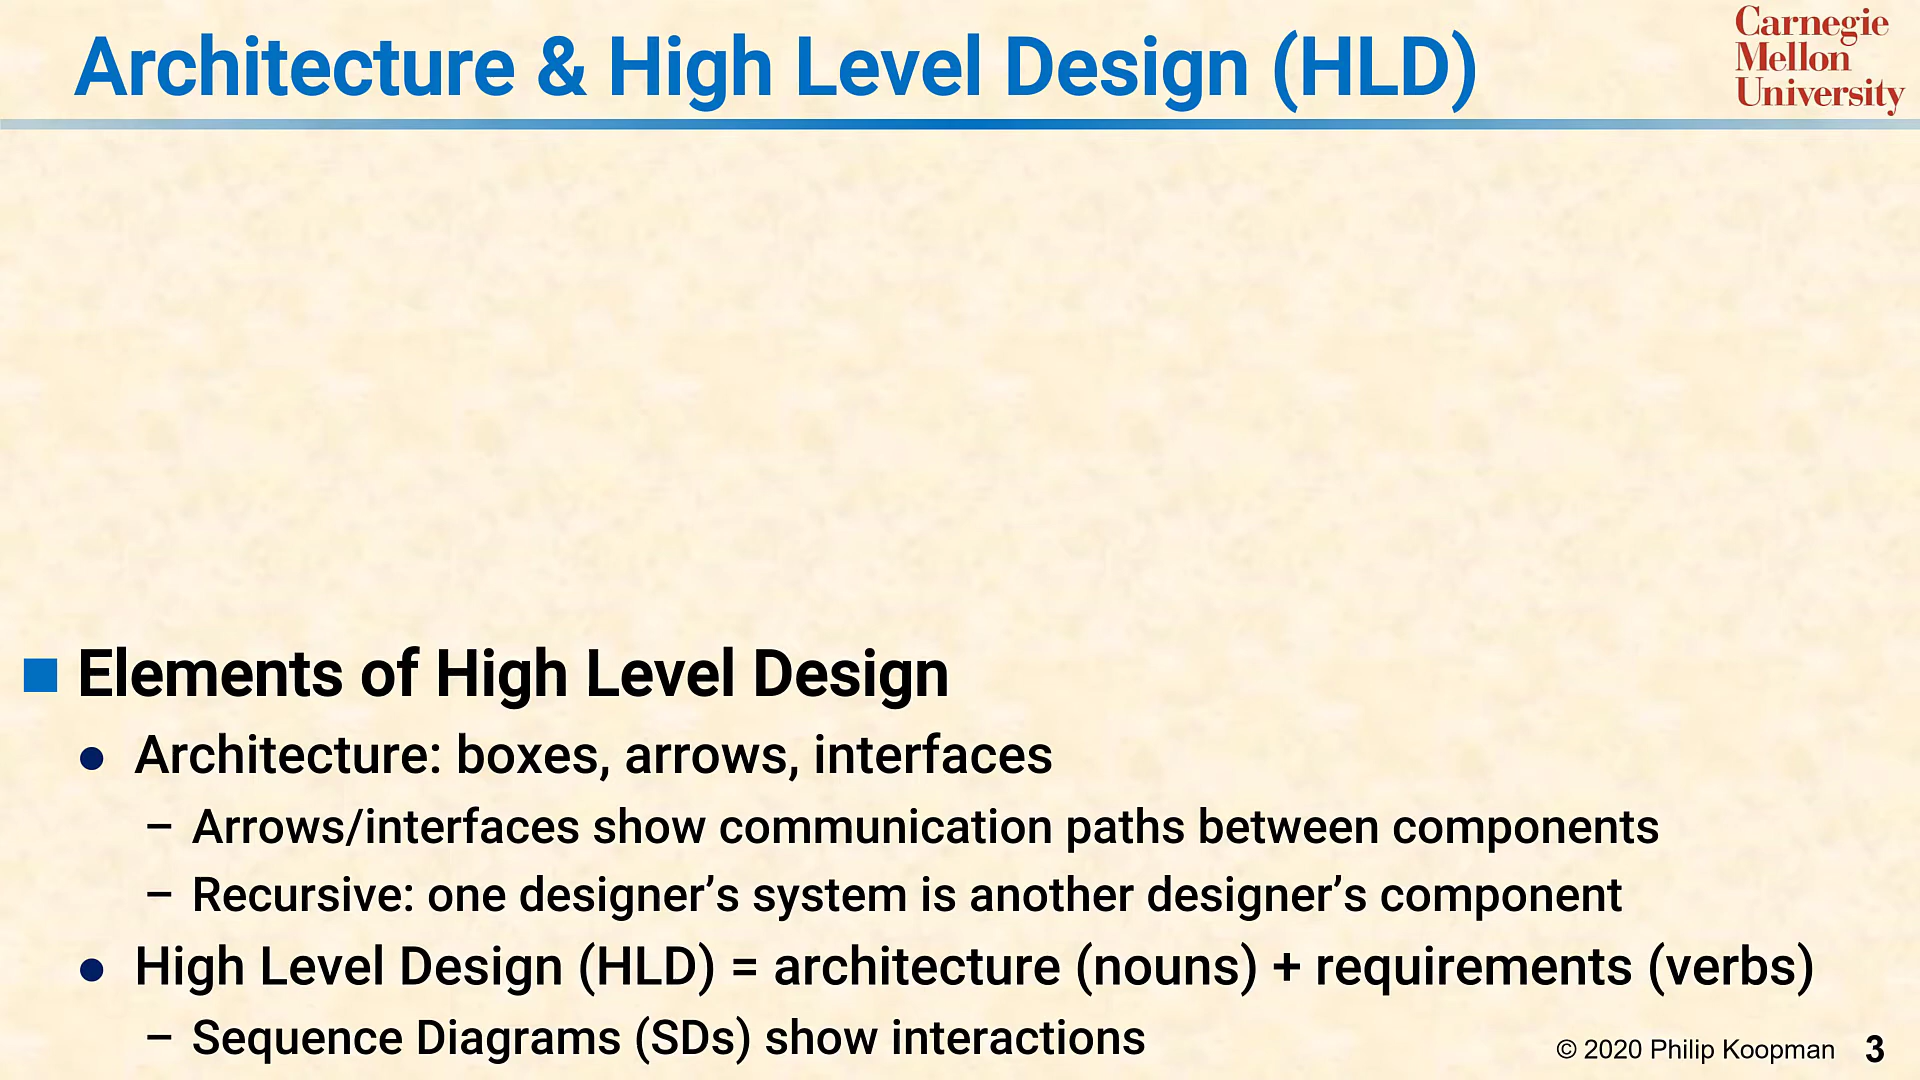 Architecture & High Level Design (HLD)
Carnegie
Mellon
University
Elements of High Level Design
Architecture: boxes, arrows, interfaces
– Arrows/interfaces show communication paths between components
– Recursive: one designer’s system is another designer’s component
High Level Design (HLD) = architecture (nouns) + requirements (verbs)
– Sequence Diagrams (SDs) show interactions
© 2020 Philip Koopman 3